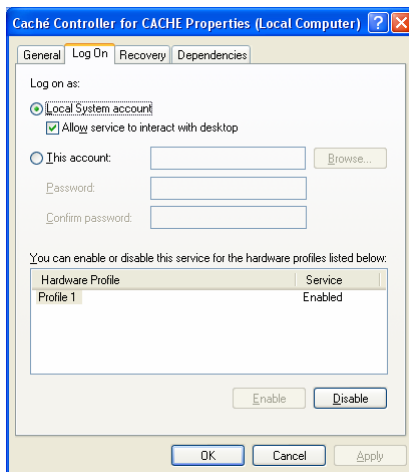 Caché Controller for CACHE Properties (Local Computer)
General Log On Recovery Dependencies
Log on as:
Local System account
Allow service to interact with desktop
This account:
Browse...
Password:
Confirm password:
You can enable or disable this service for the hardware profiles listed below:
Hardware Profile Service
Profile 1 Enabled
Enable Disable
OK Cancel Apply